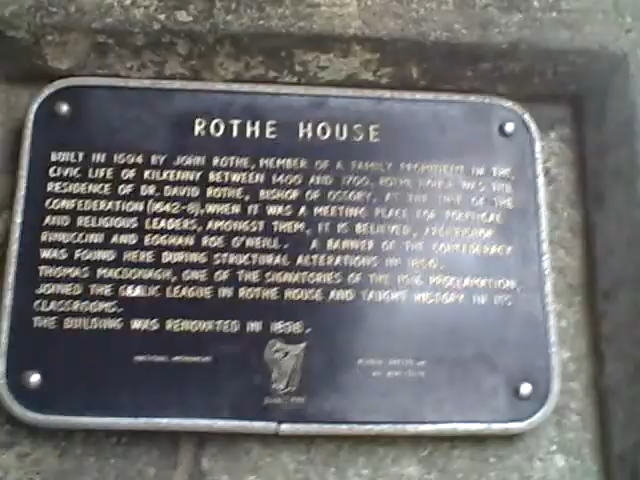 ROTHE HOUSE
BUILT IN 1594 BY JOHN ROTHE, MEMBER OF A FAMILY PROMINENT IN THE
CIVIC LIFE OF KILKENNY BETWEEN 1400 AND 1700. ROTHE HOUSE WAS THE
RESIDENCE OF DR. DAVID ROTHE, BISHOP OF OSSORY, AT THE TIME OF THE
CONFEDERATION (1642-8), WHEN IT WAS A MEETING PLACE FOR POLITICAL
AND RELIGIOUS LEADERS, AMONGST THEM, IT IS BELIEVED, ARCHBISHOP
RINUCCINI AND EOGHAN ROE O'NEILL. A BANNER OF THE CONFEDERACY
WAS FOUND HERE DURING STRUCTURAL ALTERATIONS IN
THOMAS MACDONAGH, ONE OF THE SIGNATORIES OF THE 1916 PROCLAMATION,
JOINED THE GAELIC LEAGUE IN ROTHE HOUSE AND TAUGHT HISTORY IN ITS
CLASSROOMS.
THE BUILDING WAS RENOVATED IN